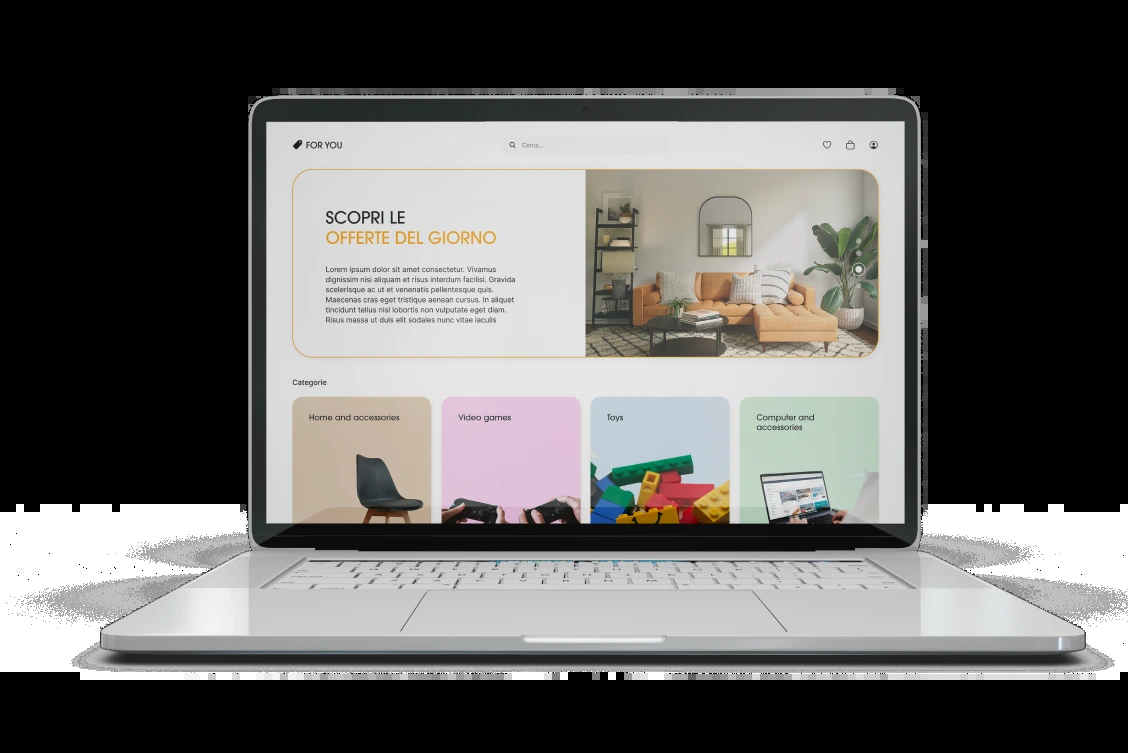 FOR YOU
Cerca...
SCOPRI LE
OFFERTE DEL GIORNO
Lorem ipsum dolor sit amet consectetur. Vivamus
dignissim nisi aliquam et risus interdum facilisi. Gravida
scelerisque ac ut et venenatis pellentesque quis.
Maecenas cras eget tristique aenean cursus. In aliquet
tincidunt tellus nisl lobortis non vulputate eget diam.
Risus massa ut duis elit sodales nunc vitae iaculis
Categorie
Home and accessories
Video games
Toys
Computer and
accessories